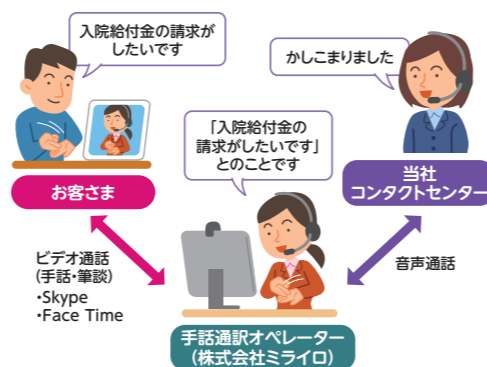 入院給付金の請求が
したいです
かしこまりました
「入院給付金の
請求がしたいです」
とのことです
お客さま
当社
コンタクトセンター
ビデオ通話
(手話・筆談)
・Skype
・Face Time
音声通話
手話通訳オペレーター
(株式会社ミライロ)